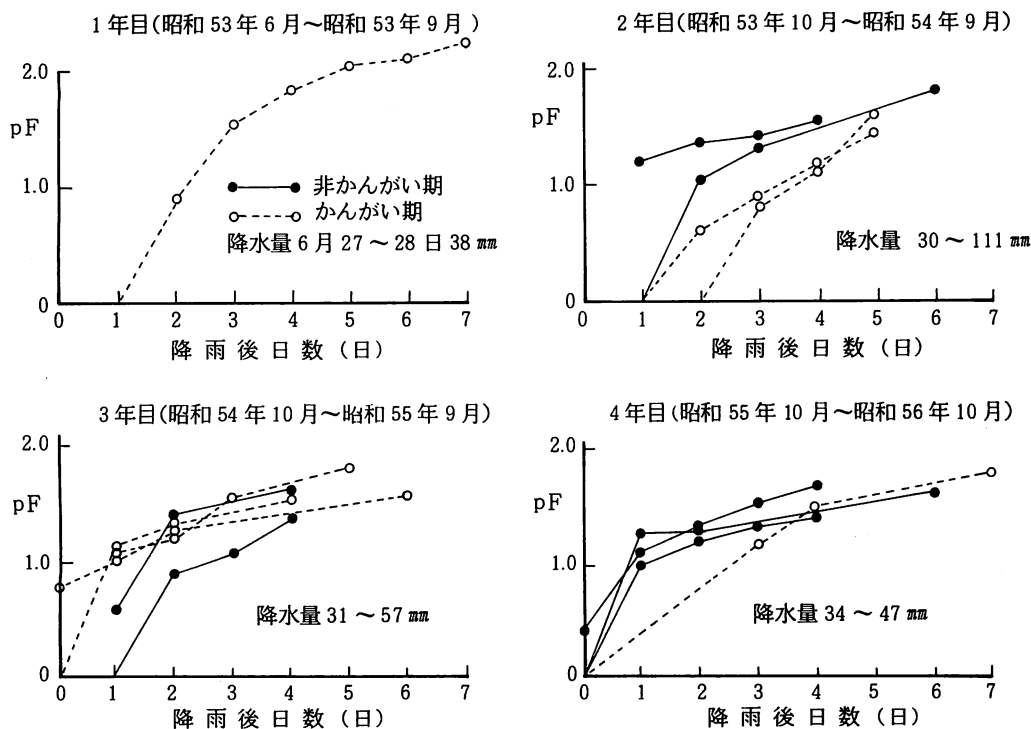 1年目(昭和53年6月～昭和53年9月)
2.0
pF
1.0
0
非かんがい期
かんがい期
降水量6月27～28日38mm
0 1 2 3 4 5 6 7
降雨後日数(日)
2年目(昭和53年10月～昭和54年9月)
2.0
pF
1.0
0
降水量 30～111mm
0 1 2 3 4 5 6 7
降雨後日数(日)
3年目(昭和54年10月～昭和55年9月)
2.0
pF
1.0
0
降水量31～57mm
0 1 2 3 4 5 6 7
降雨後日数(日)
4年目(昭和55年10月～昭和56年10月)
2.0
pF
1.0
0
降水量34～47mm
0 1 2 3 4 5 6 7
降雨後日数(日)